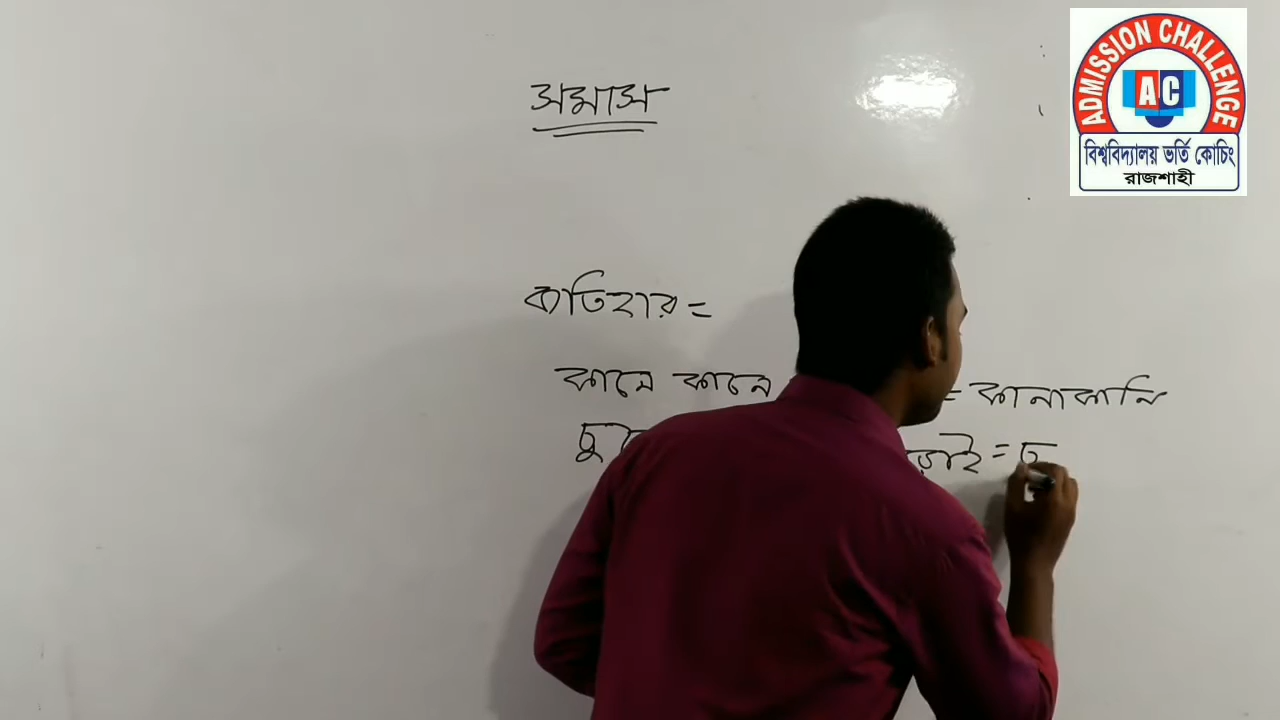 সমাস
ব্যতিহার =
কানে কানে = কানাকানি
ড়াই = চ
ADMISSION CHALLENGE
AC
বিশ্ববিদ্যালয় ভর্তি কোচিং
রাজশাহী